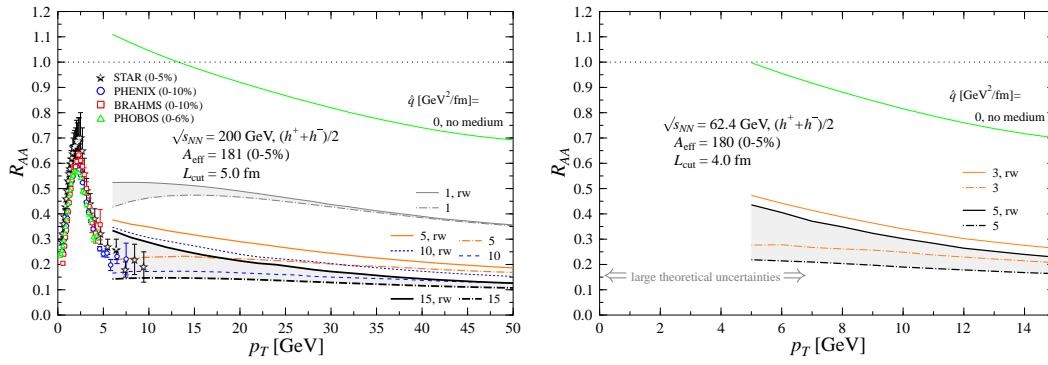 1.2
1.1
1.0
0.9
0.8
0.7
0.6
0.5
0.4
0.3
0.2
0.1
0.0
R_AA
STAR (0-5%)
PHENIX (0-10%)
BRAHMS (0-10%)
PHOBOS (0-6%)
q̂ [GeV²/fm]=
0, no medium
√s_NN = 200 GeV, (h⁺+h⁻)/2
A_eff = 181 (0-5%)
L_cut = 5.0 fm
1, rw
1
5, rw
5
10, rw
10
15, rw
15
0 5 10 15 20 25 30 35 40 45 50
p_T [GeV]
1.2
1.1
1.0
0.9
0.8
0.7
0.6
0.5
0.4
0.3
0.2
0.1
0.0
R_AA
q̂ [GeV²/fm]=
0, no medium
√s_NN = 62.4 GeV, (h⁺+h⁻)/2
A_eff = 180 (0-5%)
L_cut = 4.0 fm
3, rw
3
5, rw
5
large theoretical uncertainties
0 2 4 6 8 10 12 14
p_T [GeV]